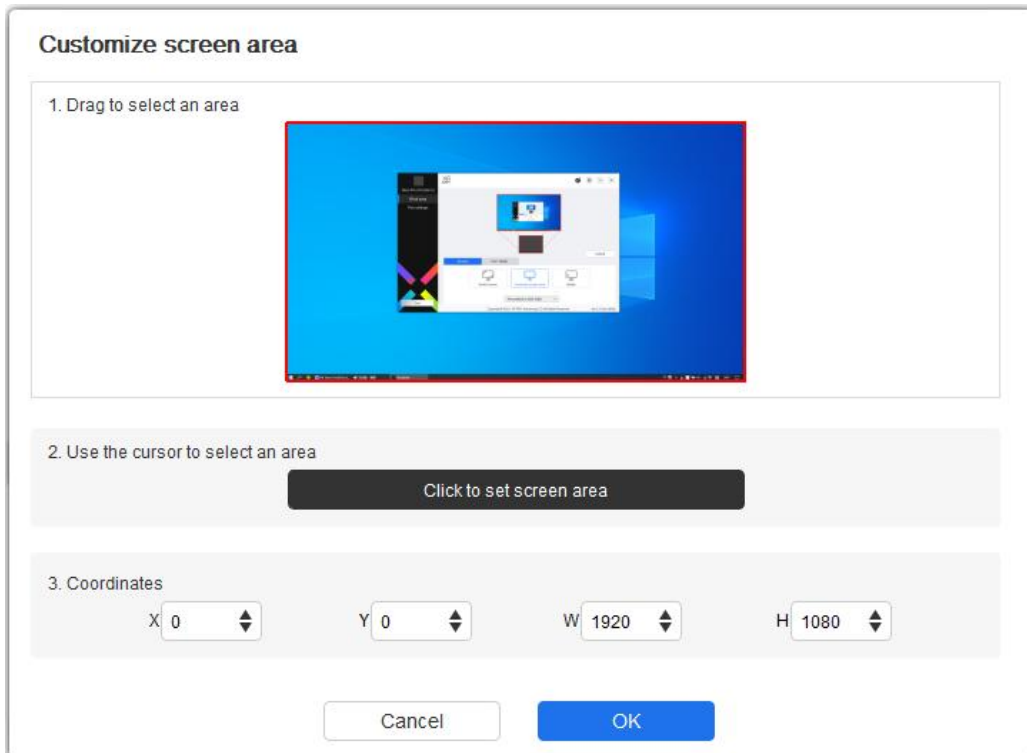 Customize screen area
1. Drag to select an area
2. Use the cursor to select an area
Click to set screen area
3. Coordinates
X 0 Y 0 W 1920 H 1080
Cancel OK